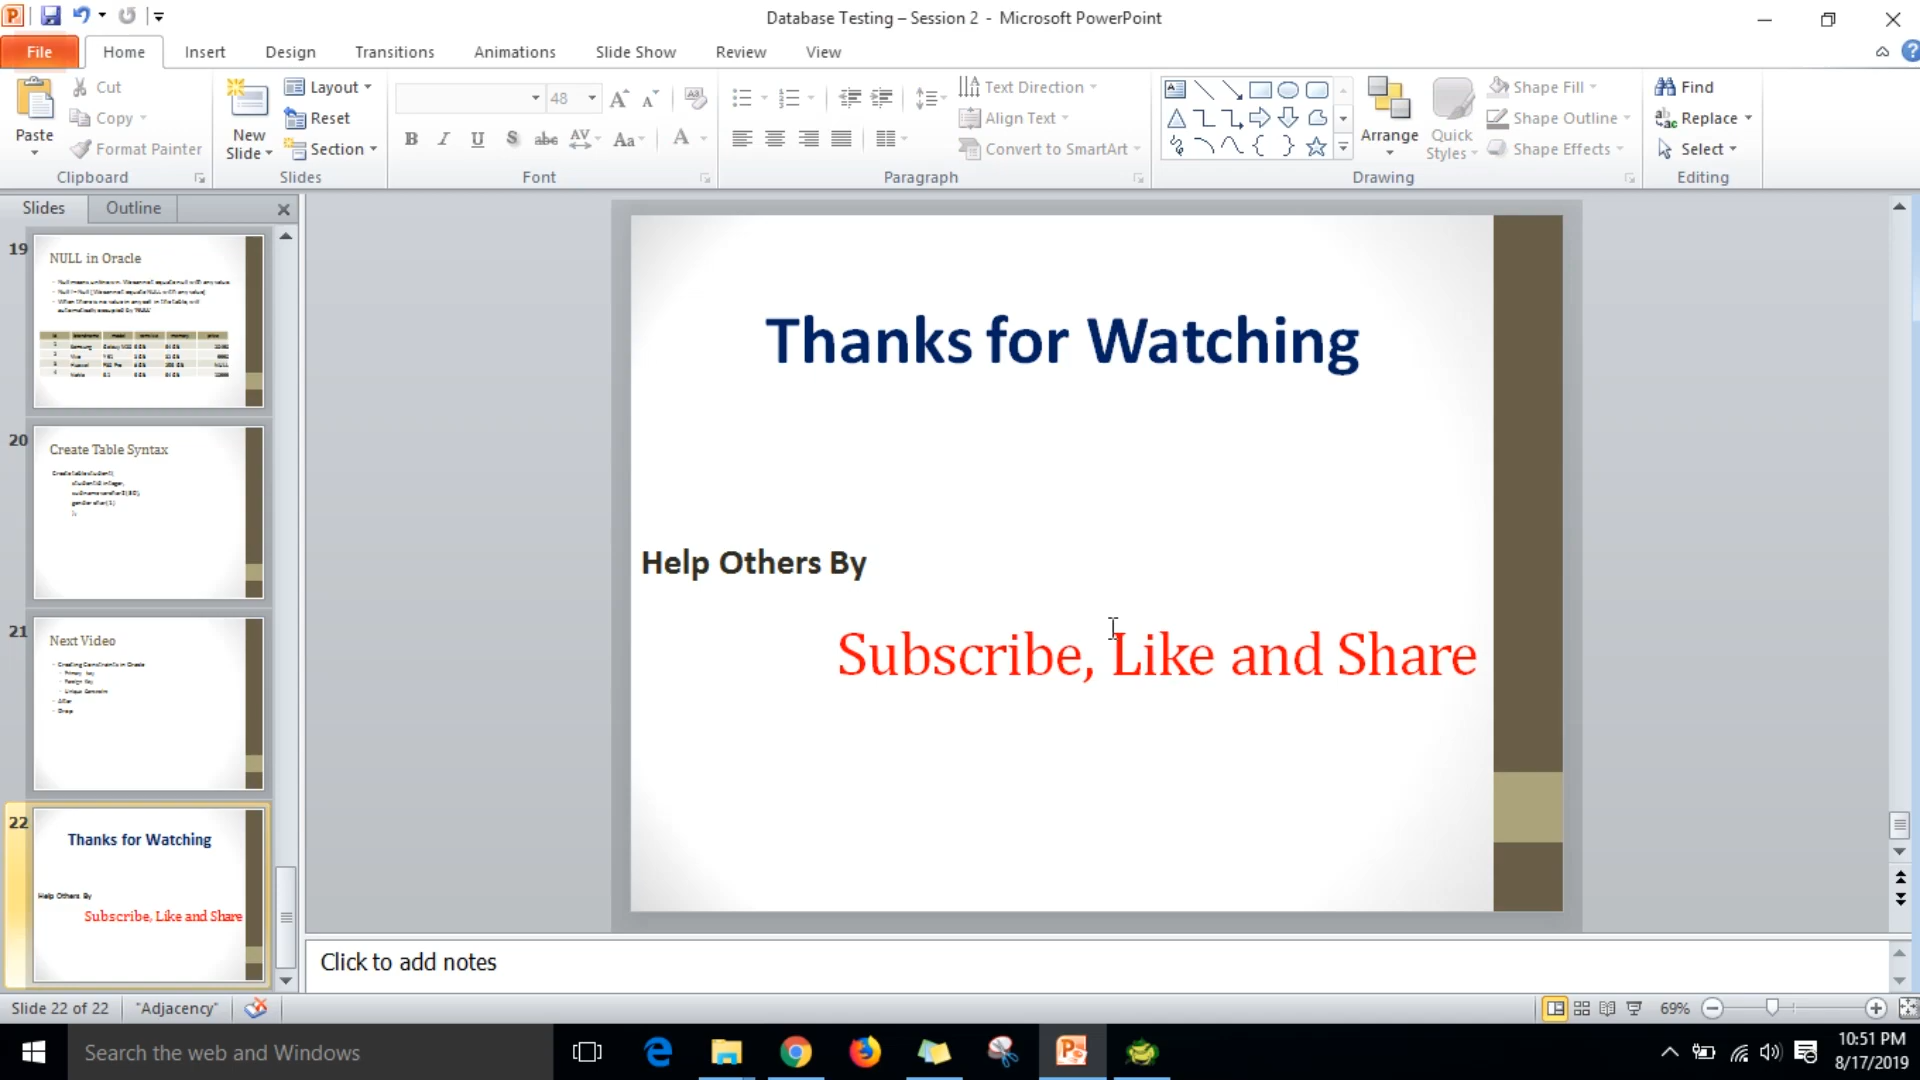 Database Testing – Session 2 - Microsoft PowerPoint
File Home Insert Design Transitions Animations Slide Show Review View
Cut
Copy
Format Painter
Paste
Clipboard
New
Slide
Layout
Reset
Section
Slides
48
Font
Text Direction
Align Text
Convert to SmartArt
Paragraph
Arrange
Quick
Styles
Shape Fill
Shape Outline
Shape Effects
Drawing
Find
Replace
Select
Editing
Slides Outline
19
NULL in Oracle
20
Create Table Syntax
21
Next Video
22
Thanks for Watching
Help Others By
Subscribe, Like and Share
Thanks for Watching
Help Others By
Subscribe, Like and Share
Click to add notes
Slide 22 of 22 "Adjacency" 69%
Search the web and Windows
10:51 PM
8/17/2019